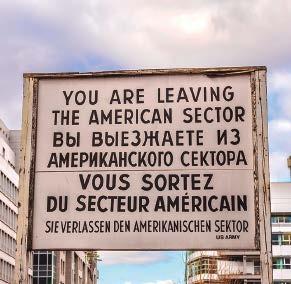 YOU ARE LEAVING
THE AMERICAN SECTOR
ВЫ ВЫЕЗЖАЕТЕ ИЗ
АМЕРИКАНСКОГО СЕКТОРА
VOUS SORTEZ
DU SECTEUR AMÉRICAIN
SIE VERLASSEN DEN AMERIKANISCHEN SEKTOR
US ARMY